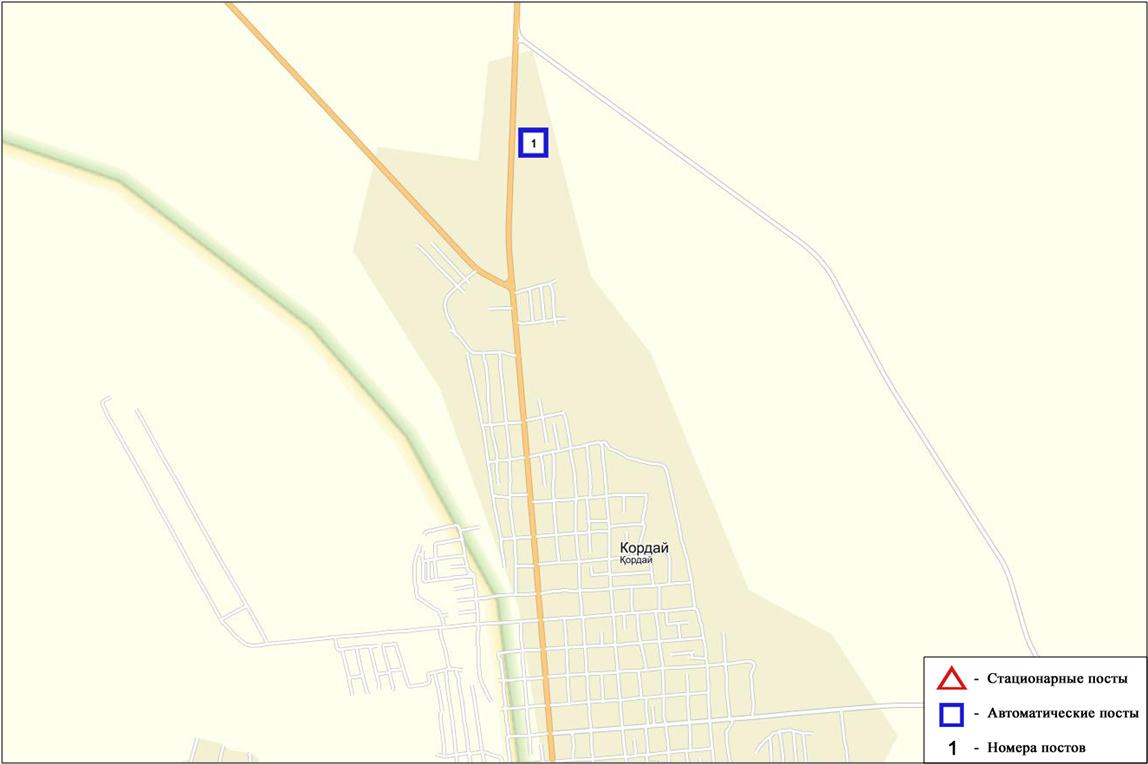 1
Кордай
Қордай
- Стационарные посты
- Автоматические посты
1 - Номера постов